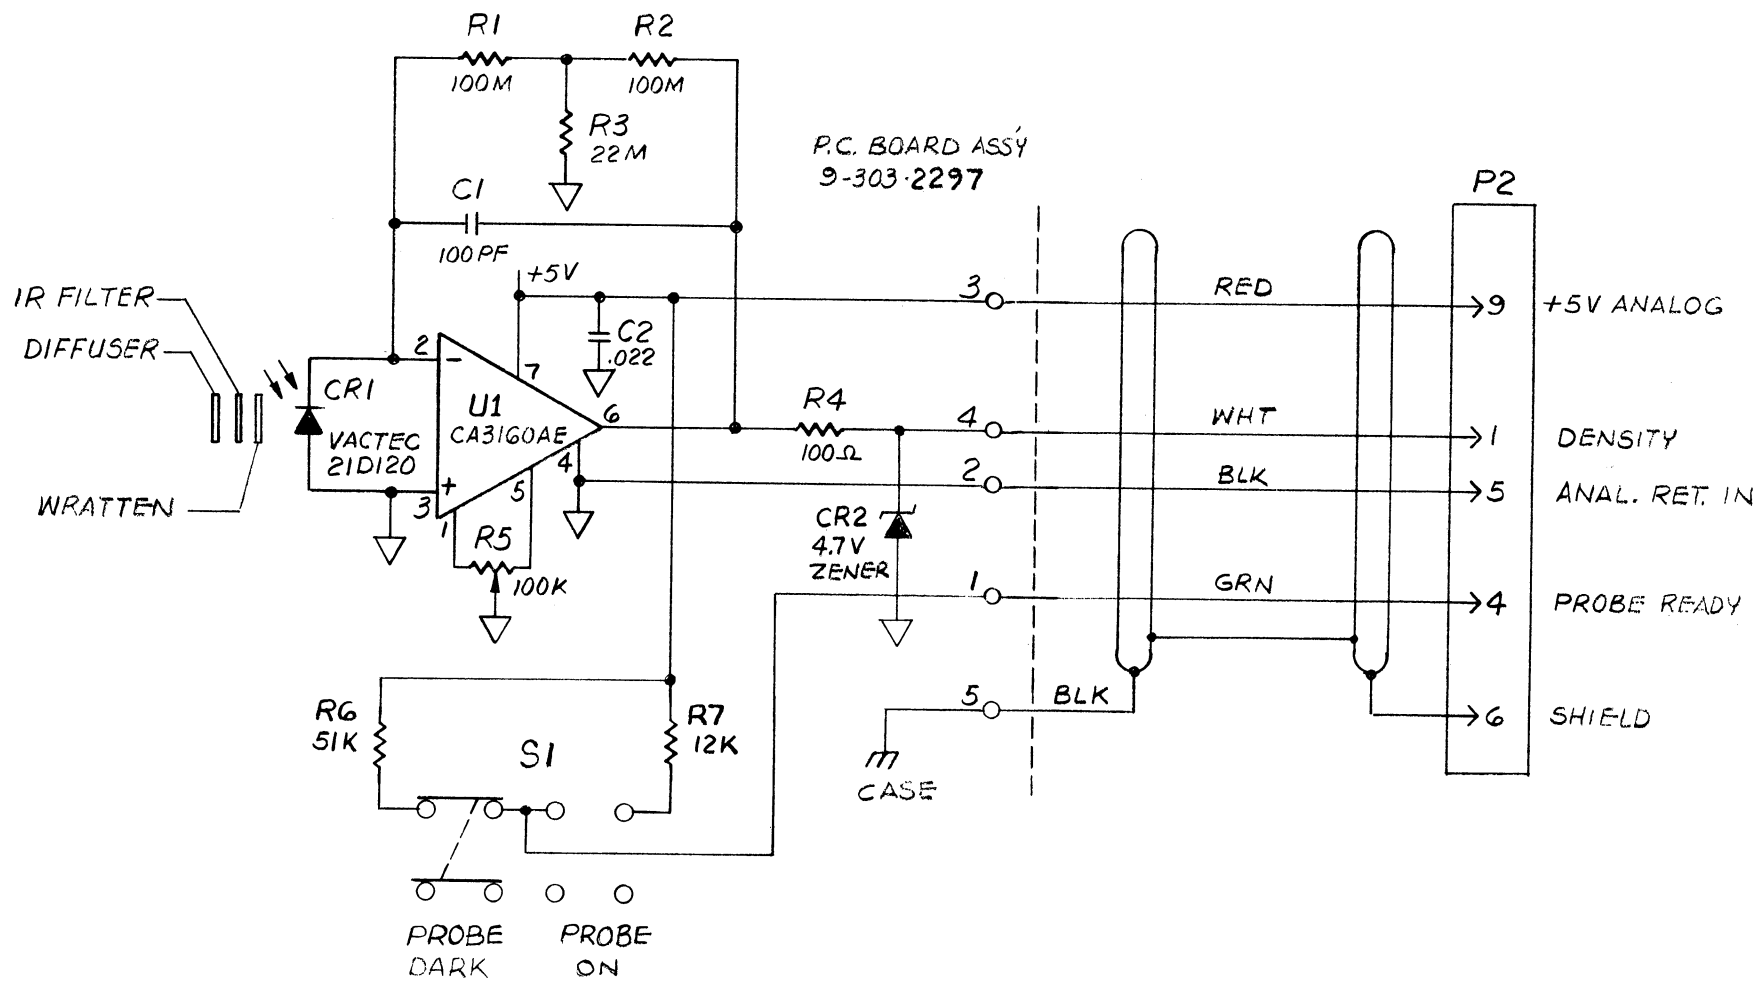 R1
R2
100M
100M
R3
22M
P.C. BOARD ASS'Y
9-303-2297
P2
C1
100PF
+5V
IR FILTER
DIFFUSER
WRATTEN
CR1
VACTEC
21D120
2
-
7
U1
CA3160AE
6
4
5
+
3
1
C2
.022
R5
100K
R4
100Ω
CR2
4.7V
ZENER
3
RED
9
+5V ANALOG
4
WHT
1
DENSITY
2
BLK
5
ANAL. RET. IN
1
GRN
4
PROBE READY
5
BLK
6
SHIELD
CASE
R6
51K
S1
R7
12K
PROBE
DARK
PROBE
ON